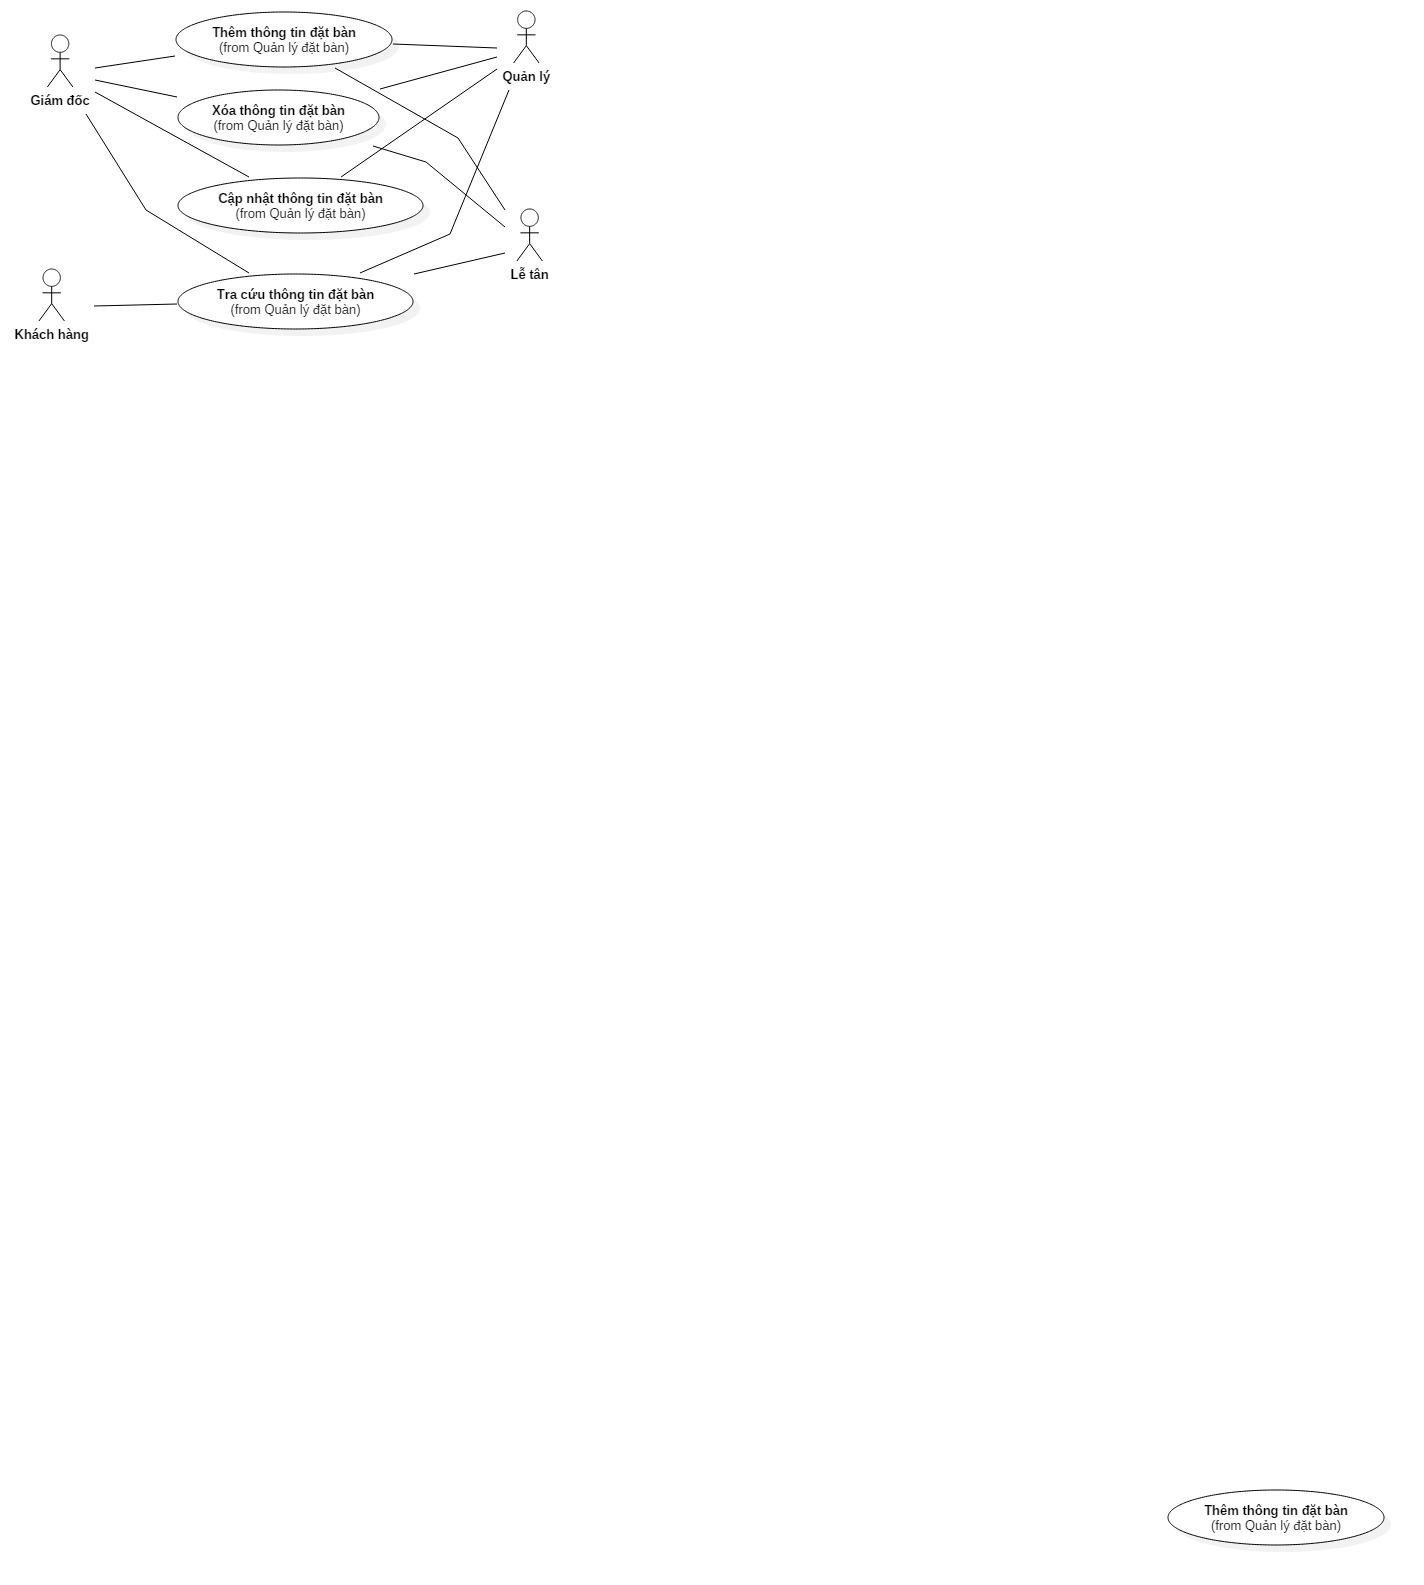 Thêm thông tin đặt bàn
(from Quản lý đặt bàn)
Quản lý
Giám đốc
Xóa thông tin đặt bàn
(from Quản lý đặt bàn)
Cập nhật thông tin đặt bàn
(from Quản lý đặt bàn)
Lễ tân
Tra cứu thông tin đặt bàn
(from Quản lý đặt bàn)
Khách hàng
Thêm thông tin đặt bàn
(from Quản lý đặt bàn)